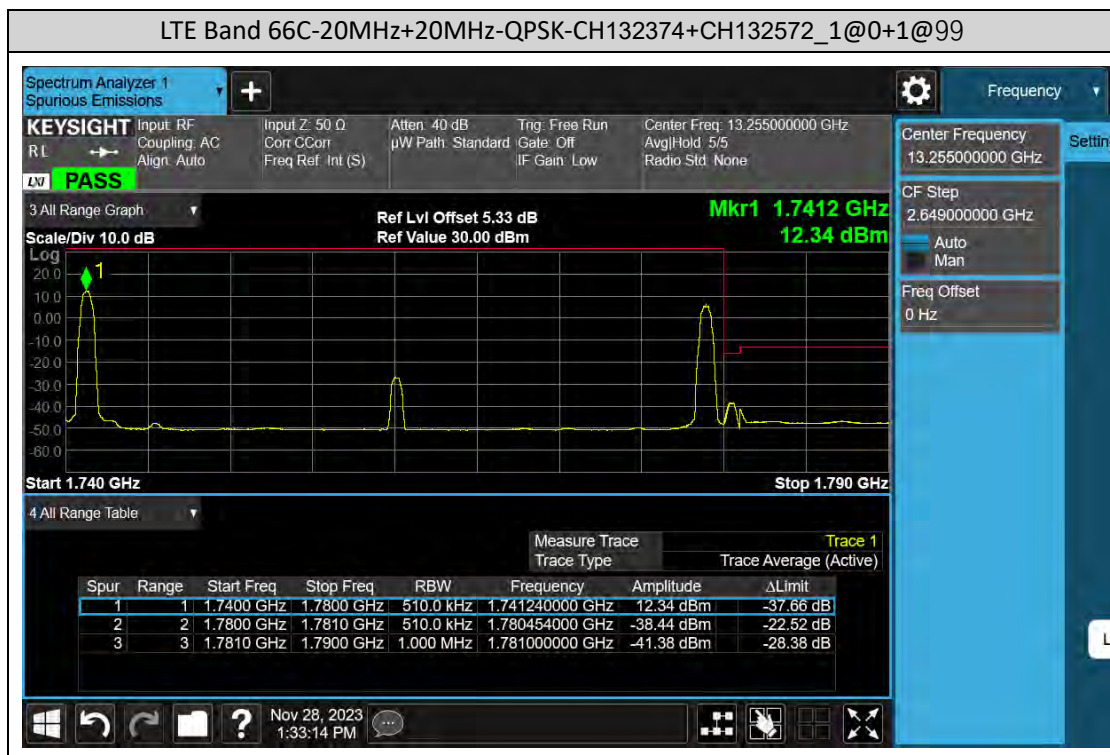 LTE Band 66C-20MHz+20MHz-QPSK-CH132374+CH132572_1@0+1@99
Spectrum Analyzer 1
Spurious Emissions
Frequency
KEYSIGHT
RL
LXI PASS
Input: RF
Coupling: AC
Align: Auto
Input Z: 50 Ω
Corr CCorr
Freq Ref: Int (S)
Atten: 40 dB
µW Path: Standard
Trig: Free Run
Gate: Off
IF Gain: Low
Center Freq: 13.255000000 GHz
Avg|Hold: 5/5
Radio Std: None
Center Frequency
13.255000000 GHz
Settin
CF Step
2.649000000 GHz
Auto
Man
Freq Offset
0 Hz
3 All Range Graph
Scale/Div 10.0 dB
Ref Lvl Offset 5.33 dB
Ref Value 30.00 dBm
Mkr1 1.7412 GHz
12.34 dBm
Log
1
20.0
10.0
0.00
-10.0
-20.0
-30.0
-40.0
-50.0
-60.0
Start 1.740 GHz
Stop 1.790 GHz
4 All Range Table
Measure Trace Trace 1
Trace Type Trace Average (Active)
Spur Range Start Freq Stop Freq RBW Frequency Amplitude ΔLimit
1 1 1.7400 GHz 1.7800 GHz 510.0 kHz 1.741240000 GHz 12.34 dBm -37.66 dB
2 2 1.7800 GHz 1.7810 GHz 510.0 kHz 1.780454000 GHz -38.44 dBm -22.52 dB
3 3 1.7810 GHz 1.7900 GHz 1.000 MHz 1.781000000 GHz -41.38 dBm -28.38 dB
L
?
Nov 28, 2023
1:33:14 PM